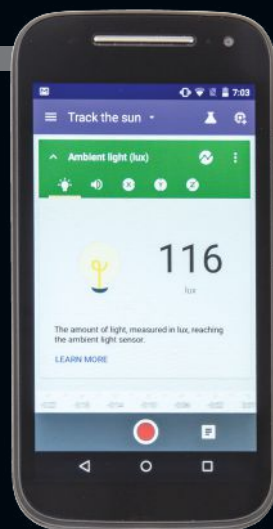 7:03
Track the sun
Ambient light (lux)
X Y Z
116
lux
The amount of light, measured in lux, reaching
the ambient light sensor.
LEARN MORE